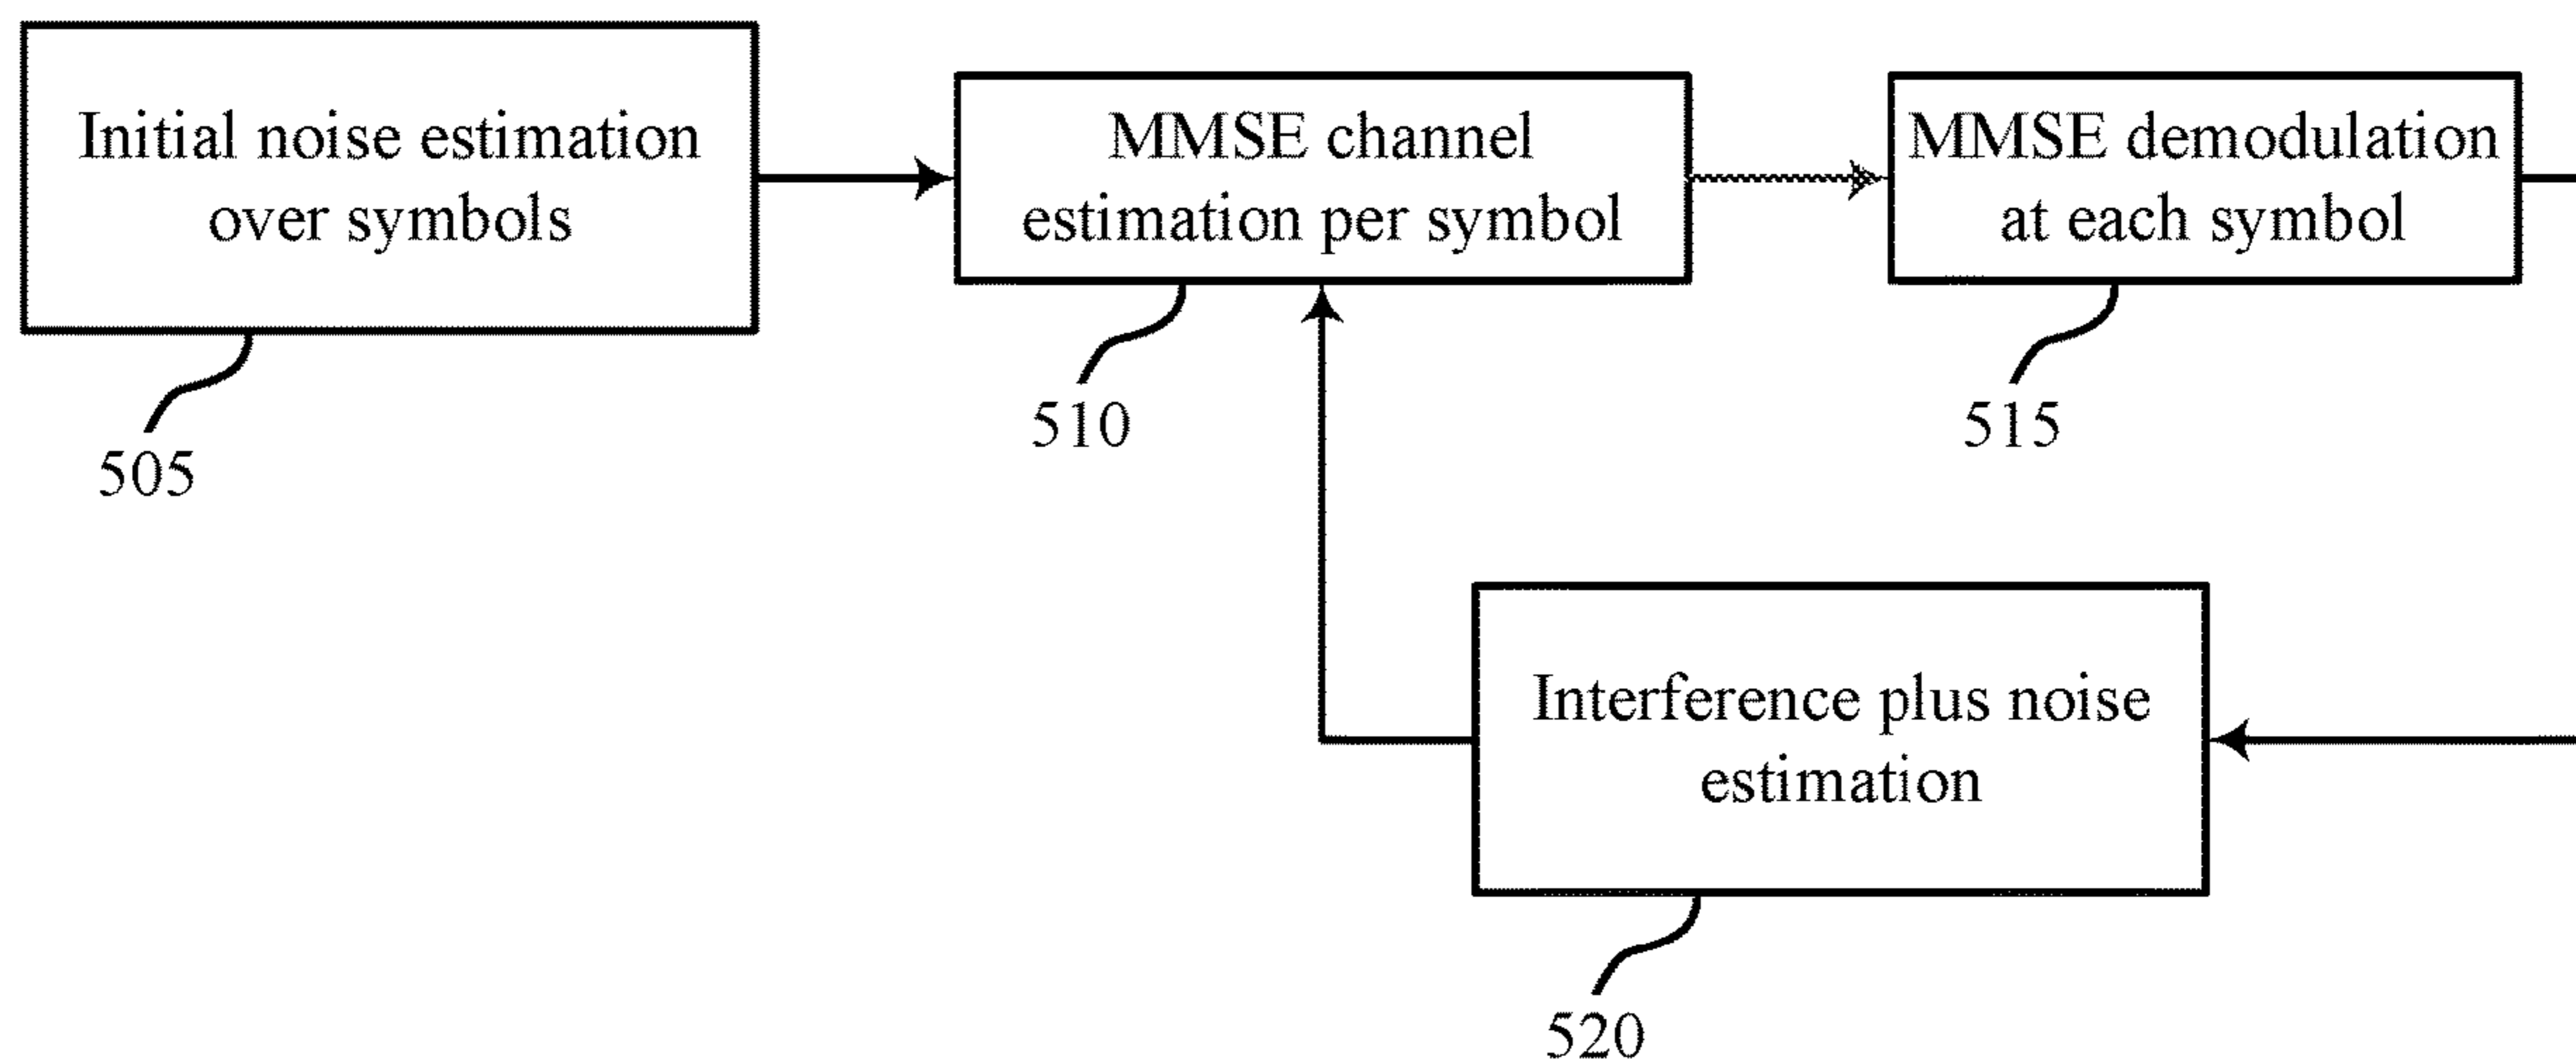 Initial noise estimation
over symbols
505
MMSE channel
estimation per symbol
510
MMSE demodulation
at each symbol
515
Interference plus noise
estimation
520